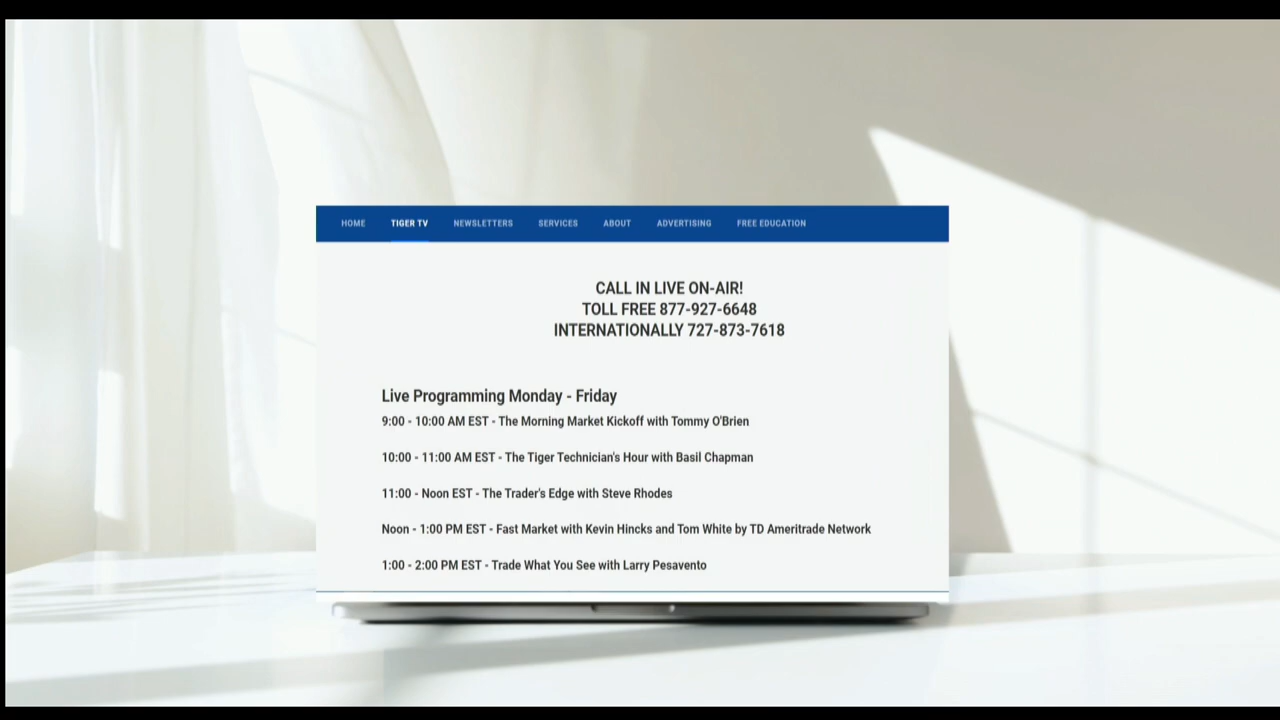 HOME TIGER TV NEWSLETTERS SERVICES ABOUT ADVERTISING FREE EDUCATION
CALL IN LIVE ON-AIR!
TOLL FREE 877-927-6648
INTERNATIONALLY 727-873-7618
Live Programming Monday - Friday
9:00 - 10:00 AM EST - The Morning Market Kickoff with Tommy O'Brien
10:00 - 11:00 AM EST - The Tiger Technician's Hour with Basil Chapman
11:00 - Noon EST - The Trader's Edge with Steve Rhodes
Noon - 1:00 PM EST - Fast Market with Kevin Hincks and Tom White by TD Ameritrade Network
1:00 - 2:00 PM EST - Trade What You See with Larry Pesavento